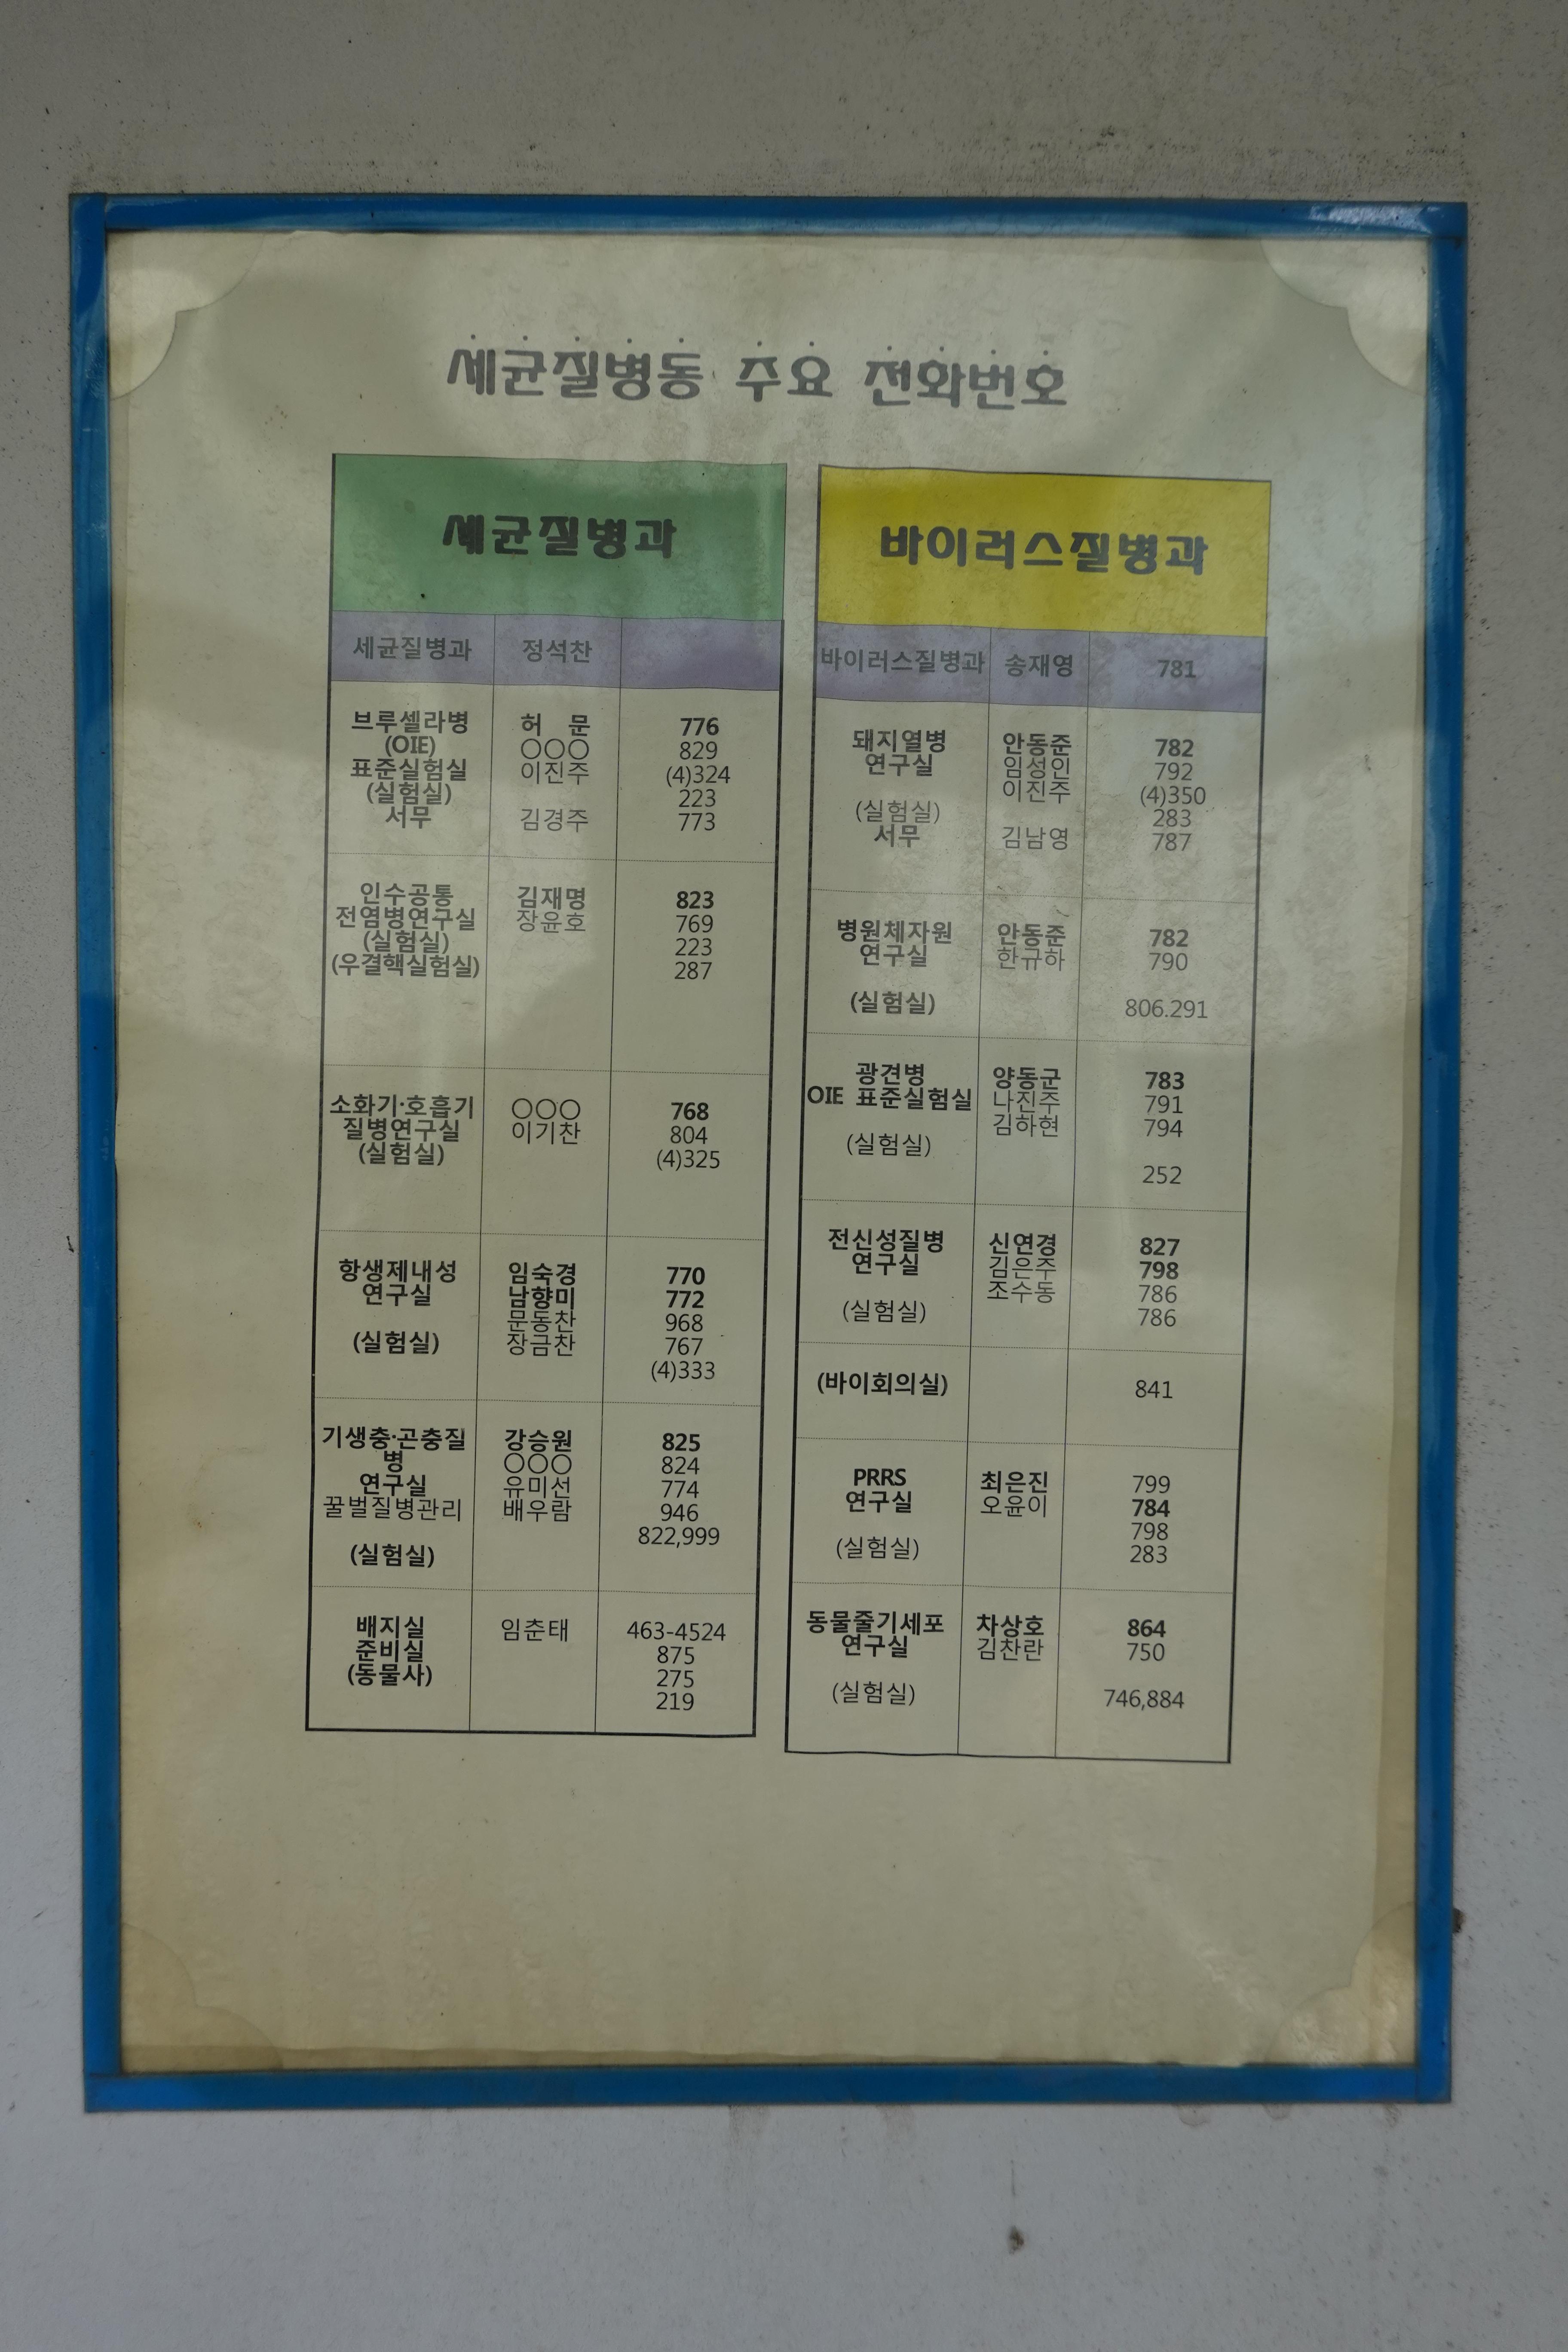 세균질병동 주요 전화번호
세균질병과
세균질병과 정석찬
브루셀라병 허 문 776
(OIE) ○○○ 829
표준실험실 이진주 (4)324
(실험실) 223
서무 김경주 773
인수공통 김재명 823
전염병연구실 장윤호 769
(실험실) 223
(우결핵실험실) 287
소화기·호흡기 ○○○ 768
질병연구실 이기찬 804
(실험실) (4)325
항생제내성 임숙경 770
연구실 남향미 772
문동찬 968
(실험실) 장금찬 767
(4)333
기생충·곤충질 강승원 825
병 ○○○ 824
연구실 유미선 774
꿀벌질병관리 배우람 946
822,999
(실험실)
배지실 임춘태 463-4524
준비실 875
(동물사) 275
219
바이러스질병과
바이러스질병과 송재영 781
돼지열병 안동준 782
연구실 임성인 792
이진주 (4)350
(실험실) 283
서무 김남영 787
병원체자원 안동준 782
연구실 한규하 790
(실험실) 806.291
광견병 양동군 783
OIE 표준실험실 나진주 791
김하현 794
(실험실)
252
전신성질병 신연경 827
연구실 김은주 798
조수동 786
(실험실) 786
(바이회의실) 841
PRRS 최은진 799
연구실 오윤이 784
798
(실험실) 283
동물줄기세포 차상호 864
연구실 김찬란 750
(실험실) 746,884